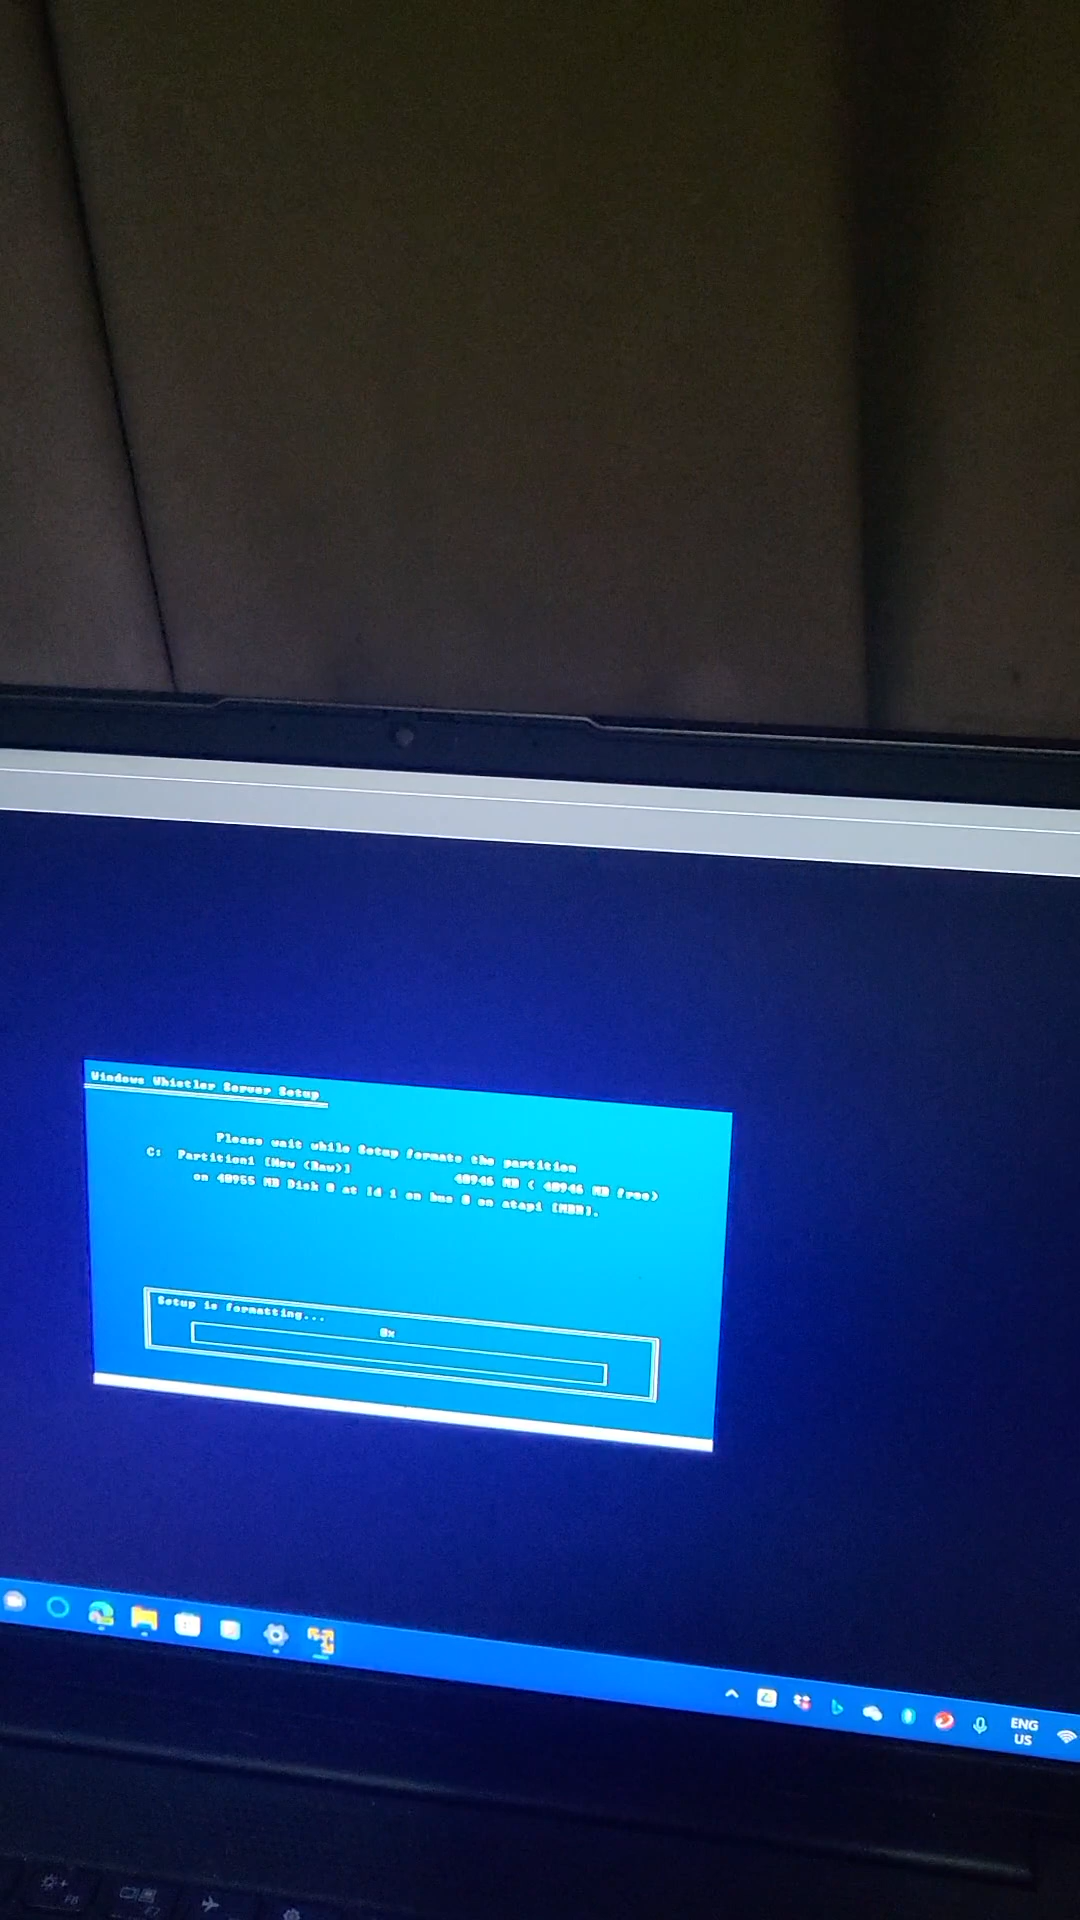 Windows Whistler Server Setup
Please wait while Setup formats the partition
C: Partition1 [New (Raw)] 40946 MB ( 40946 MB free)
on 40955 MB Disk 0 at Id 1 on bus 0 on atapi [MBR].
Setup is formatting...
0%
ENG
US
F6
F7